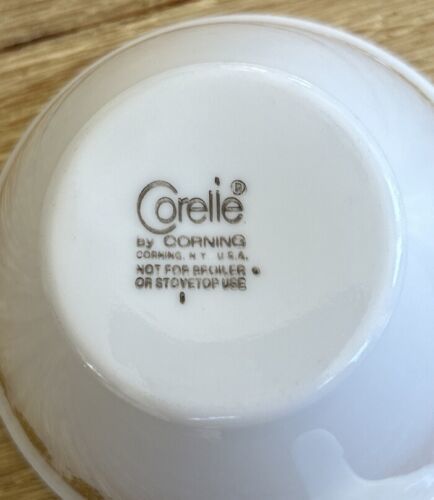 Corelle®
By CORNING
CORNING, N.Y. U.S.A.
NOT FOR BROILER
OR STOVETOP USE